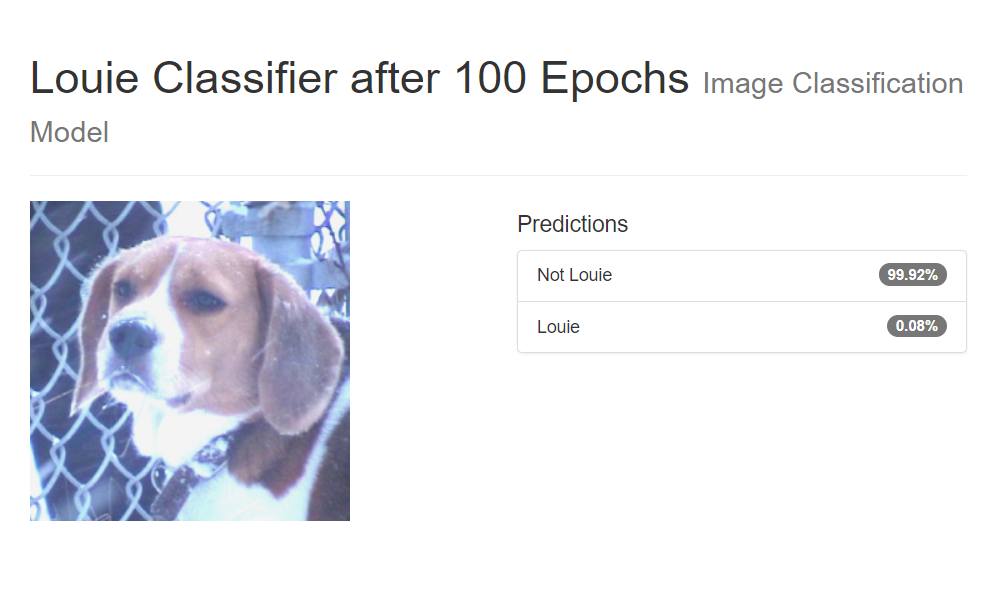 Louie Classifier after 100 Epochs Image Classification
Model
Predictions
Not Louie 99.92%
Louie 0.08%